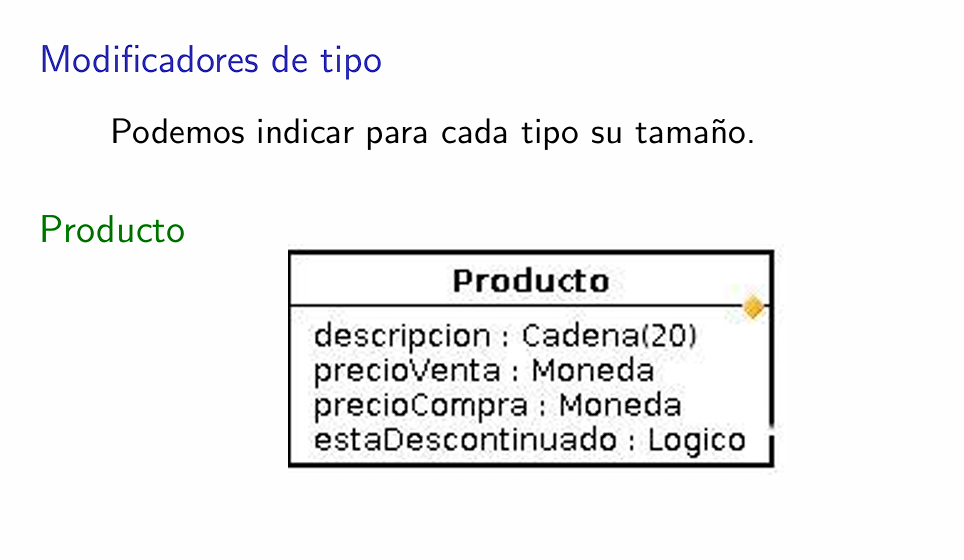 Modificadores de tipo
Podemos indicar para cada tipo su tamaño.
Producto
Producto
descripcion : Cadena(20)
precioVenta : Moneda
precioCompra : Moneda
estaDescontinuado : Logico